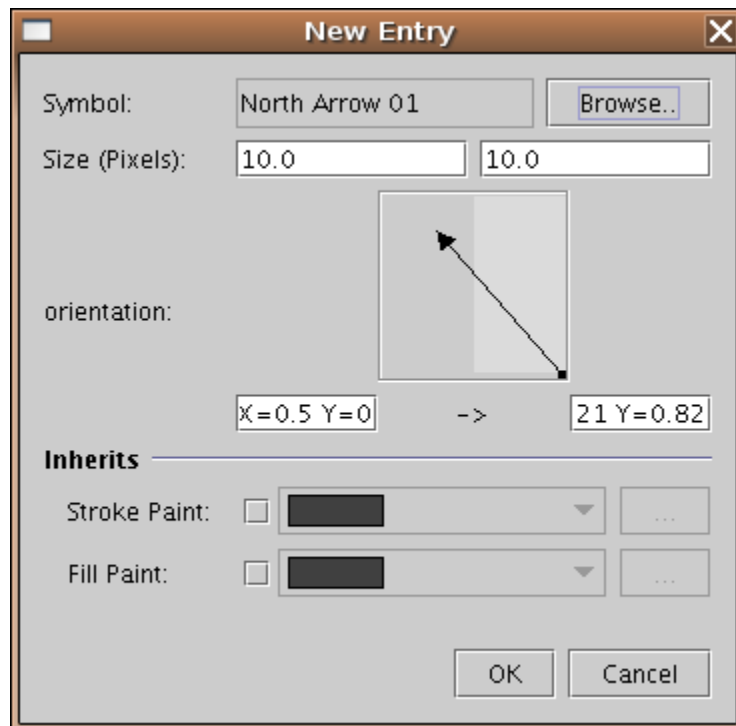 New Entry
Symbol: North Arrow 01 Browse..
Size (Pixels): 10.0 10.0
orientation:
X=0.5 Y=0 -> 21 Y=0.82
Inherits
Stroke Paint: ...
Fill Paint: ...
OK Cancel